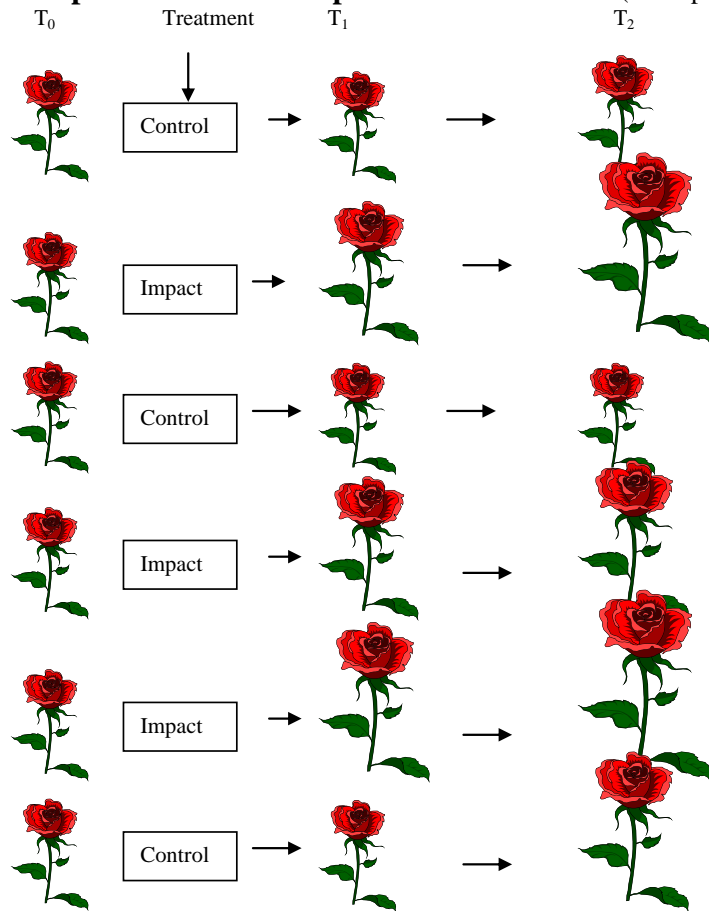 T₀ Treatment T₁ T₂
Control
Impact
Control
Impact
Impact
Control